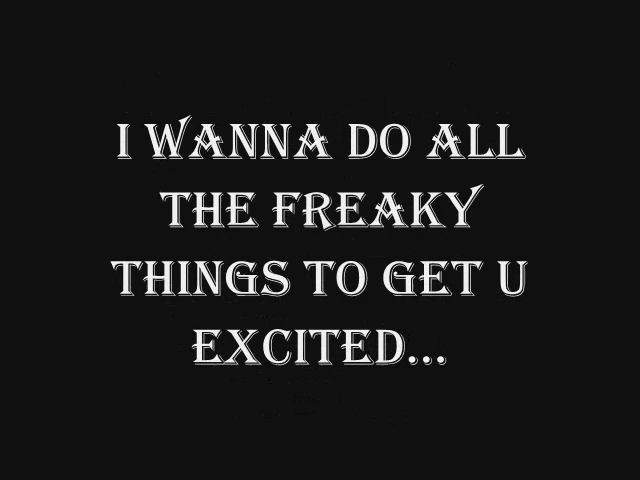 I WANNA DO ALL
THE FREAKY
THINGS TO GET U
EXCITED...